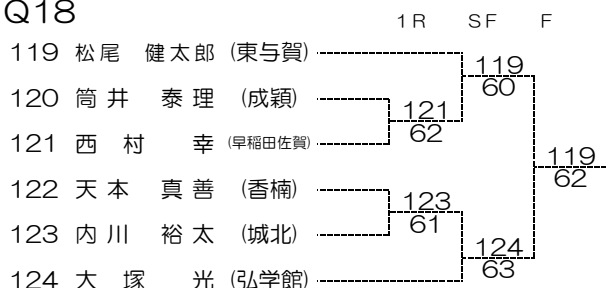 Q18
1R SF F
119 松尾 健太郎 (東与賀)
120 筒井 泰理 (成穎)
121 西村 幸 (早稲田佐賀)
122 天本 真善 (香楠)
123 内川 裕太 (城北)
124 大塚 光 (弘学館)
121
62
123
61
119
60
124
63
119
62